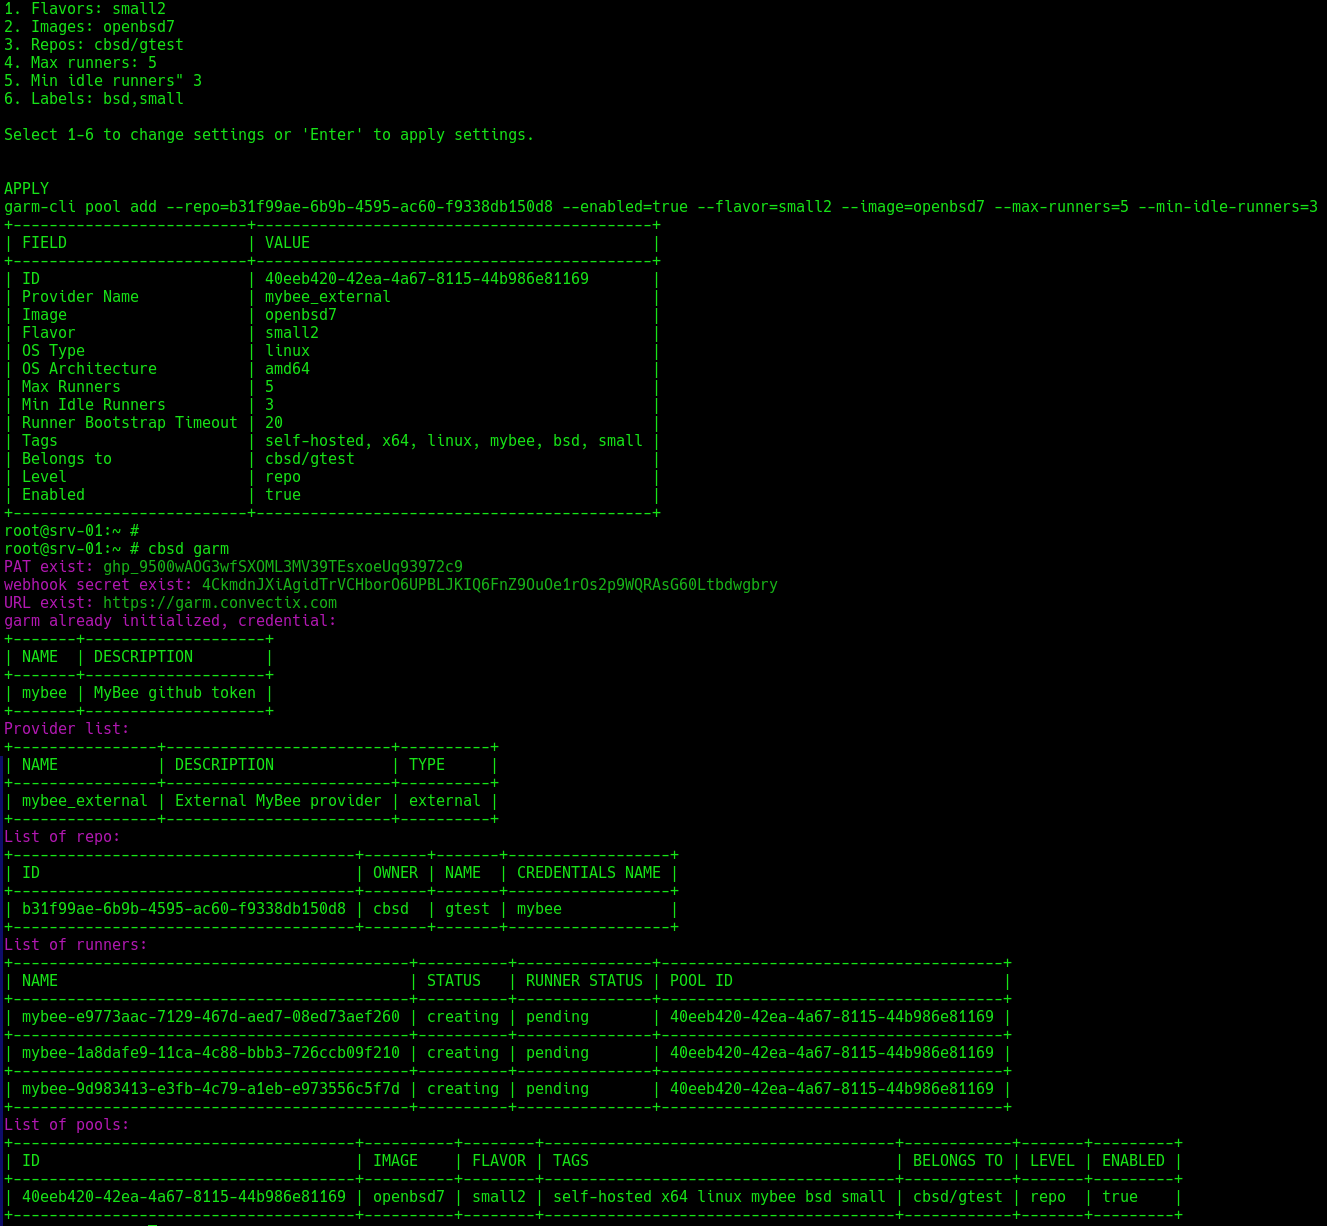 1. Flavors: small2
2. Images: openbsd7
3. Repos: cbsd/gtest
4. Max runners: 5
5. Min idle runners" 3
6. Labels: bsd,small
Select 1-6 to change settings or 'Enter' to apply settings.
APPLY
garm-cli pool add --repo=b31f99ae-6b9b-4595-ac60-f9338db150d8 --enabled=true --flavor=small2 --image=openbsd7 --max-runners=5 --min-idle-runners=3
| FIELD | VALUE |
| ID | 40eeb420-42ea-4a67-8115-44b986e81169 |
| Provider Name | mybee_external |
| Image | openbsd7 |
| Flavor | small2 |
| OS Type | linux |
| OS Architecture | amd64 |
| Max Runners | 5 |
| Min Idle Runners | 3 |
| Runner Bootstrap Timeout | 20 |
| Tags | self-hosted, x64, linux, mybee, bsd, small |
| Belongs to | cbsd/gtest |
| Level | repo |
| Enabled | true |
root@srv-01:~ #
root@srv-01:~ # cbsd garm
PAT exist: 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
webhook secret exist: 4CkmdnJXiAgidTrVCHborO6UPBLJKIQ6FnZ9OuOe1rOs2p9WQRAsG60Ltbdwgbry
URL exist: https://garm.convectix.com
garm already initialized, credential:
| NAME | DESCRIPTION |
| mybee | MyBee github token |
Provider list:
| NAME | DESCRIPTION | TYPE |
| mybee_external | External MyBee provider | external |
List of repo:
| ID | OWNER | NAME | CREDENTIALS NAME |
| b31f99ae-6b9b-4595-ac60-f9338db150d8 | cbsd | gtest | mybee |
List of runners:
| NAME | STATUS | RUNNER STATUS | POOL ID |
| mybee-e9773aac-7129-467d-aed7-08ed73aef260 | creating | pending | 40eeb420-42ea-4a67-8115-44b986e81169 |
| mybee-1a8dafe9-11ca-4c88-bbb3-726ccb09f210 | creating | pending | 40eeb420-42ea-4a67-8115-44b986e81169 |
| mybee-9d983413-e3fb-4c79-a1eb-e973556c5f7d | creating | pending | 40eeb420-42ea-4a67-8115-44b986e81169 |
List of pools:
| ID | IMAGE | FLAVOR | TAGS | BELONGS TO | LEVEL | ENABLED |
| 40eeb420-42ea-4a67-8115-44b986e81169 | openbsd7 | small2 | self-hosted x64 linux mybee bsd small | cbsd/gtest | repo | true |